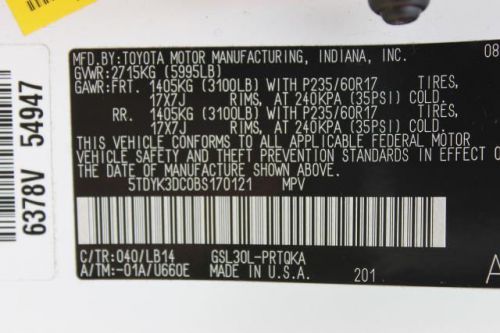 MFD.BY:TOYOTA MOTOR MANUFACTURING, INDIANA, INC. 08
GVWR:2715KG (5995LB)
GAWR:FRT. 1405KG (3100LB) WITH P235/60R17 TIRES,
17X7J RIMS, AT 240KPA (35PSI) COLD.
RR. 1405KG (3100LB) WITH P235/60R17 TIRES,
17X7J RIMS, AT 240KPA (35PSI) COLD.
THIS VEHICLE CONFORMS TO ALL APPLICABLE FEDERAL MOTOR
VEHICLE SAFETY AND THEFT PREVENTION STANDARDS IN EFFECT O
THE DATE OF MANUFACTURE SHOWN ABOVE.
5TDYK3DC0BS170121 MPV
C/TR:040/LB14 GSL30L-PRTQKA
A/TM:-01A/U660E MADE IN U.S.A. 201
A
6378V 54947